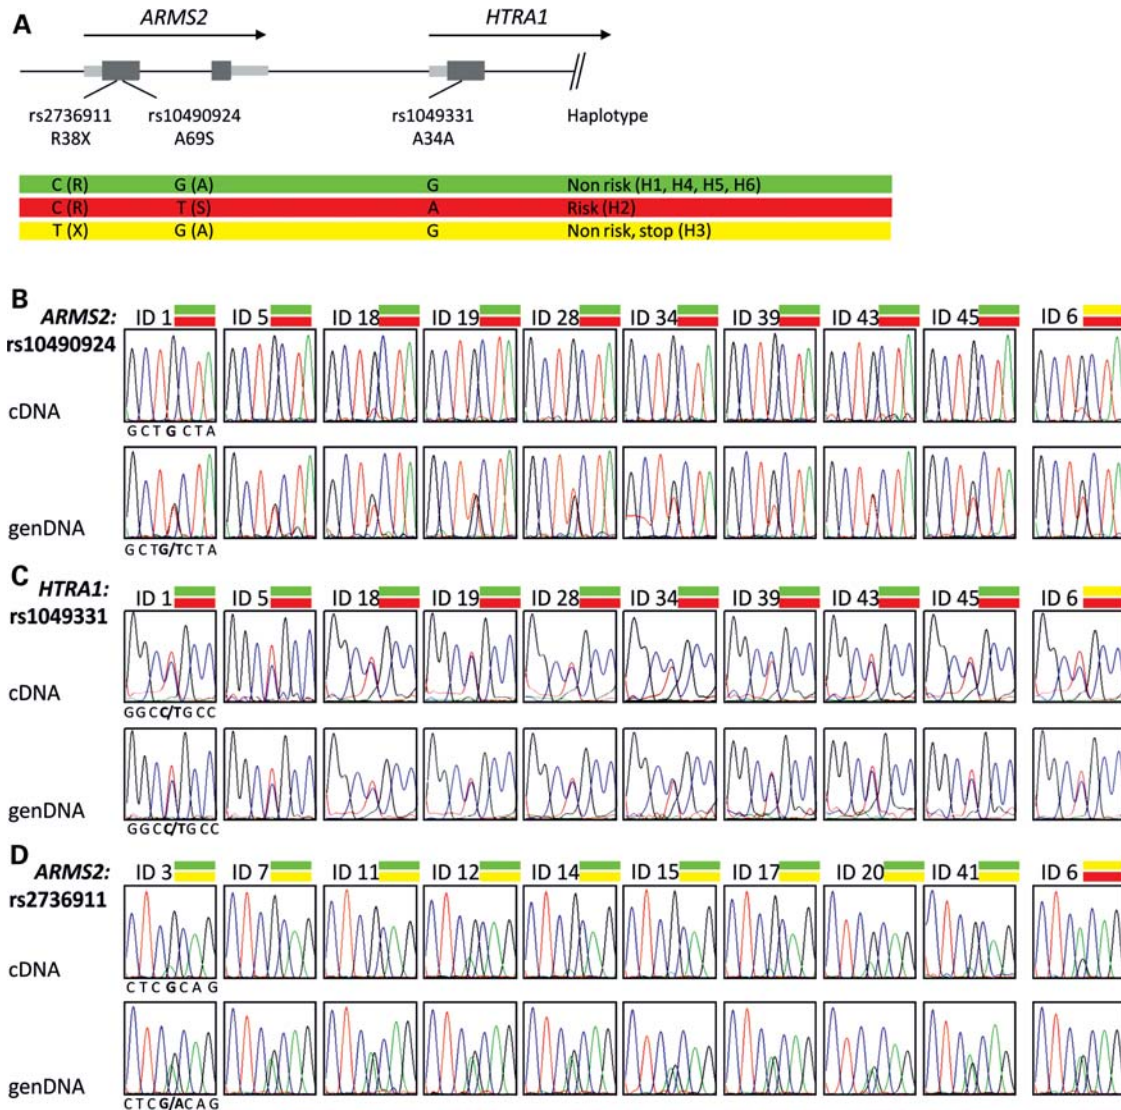 A
ARMS2 HTRA1
rs2736911 rs10490924 rs1049331 Haplotype
R38X A69S A34A
C (R) G (A) G Non risk (H1, H4, H5, H6)
C (R) T (S) A Risk (H2)
T (X) G (A) G Non risk, stop (H3)
B
ARMS2: ID 1 ID 5 ID 18 ID 19 ID 28 ID 34 ID 39 ID 43 ID 45 ID 6
rs10490924
cDNA
G C T G C T A
genDNA
G C T G/T C T A
C
HTRA1: ID 1 ID 5 ID 18 ID 19 ID 28 ID 34 ID 39 ID 43 ID 45 ID 6
rs1049331
cDNA
G G C C/T G C C
genDNA
G G C C/T G C C
D
ARMS2: ID 3 ID 7 ID 11 ID 12 ID 14 ID 15 ID 17 ID 20 ID 41 ID 6
rs2736911
cDNA
C T C G C A G
genDNA
C T C G/A C A G